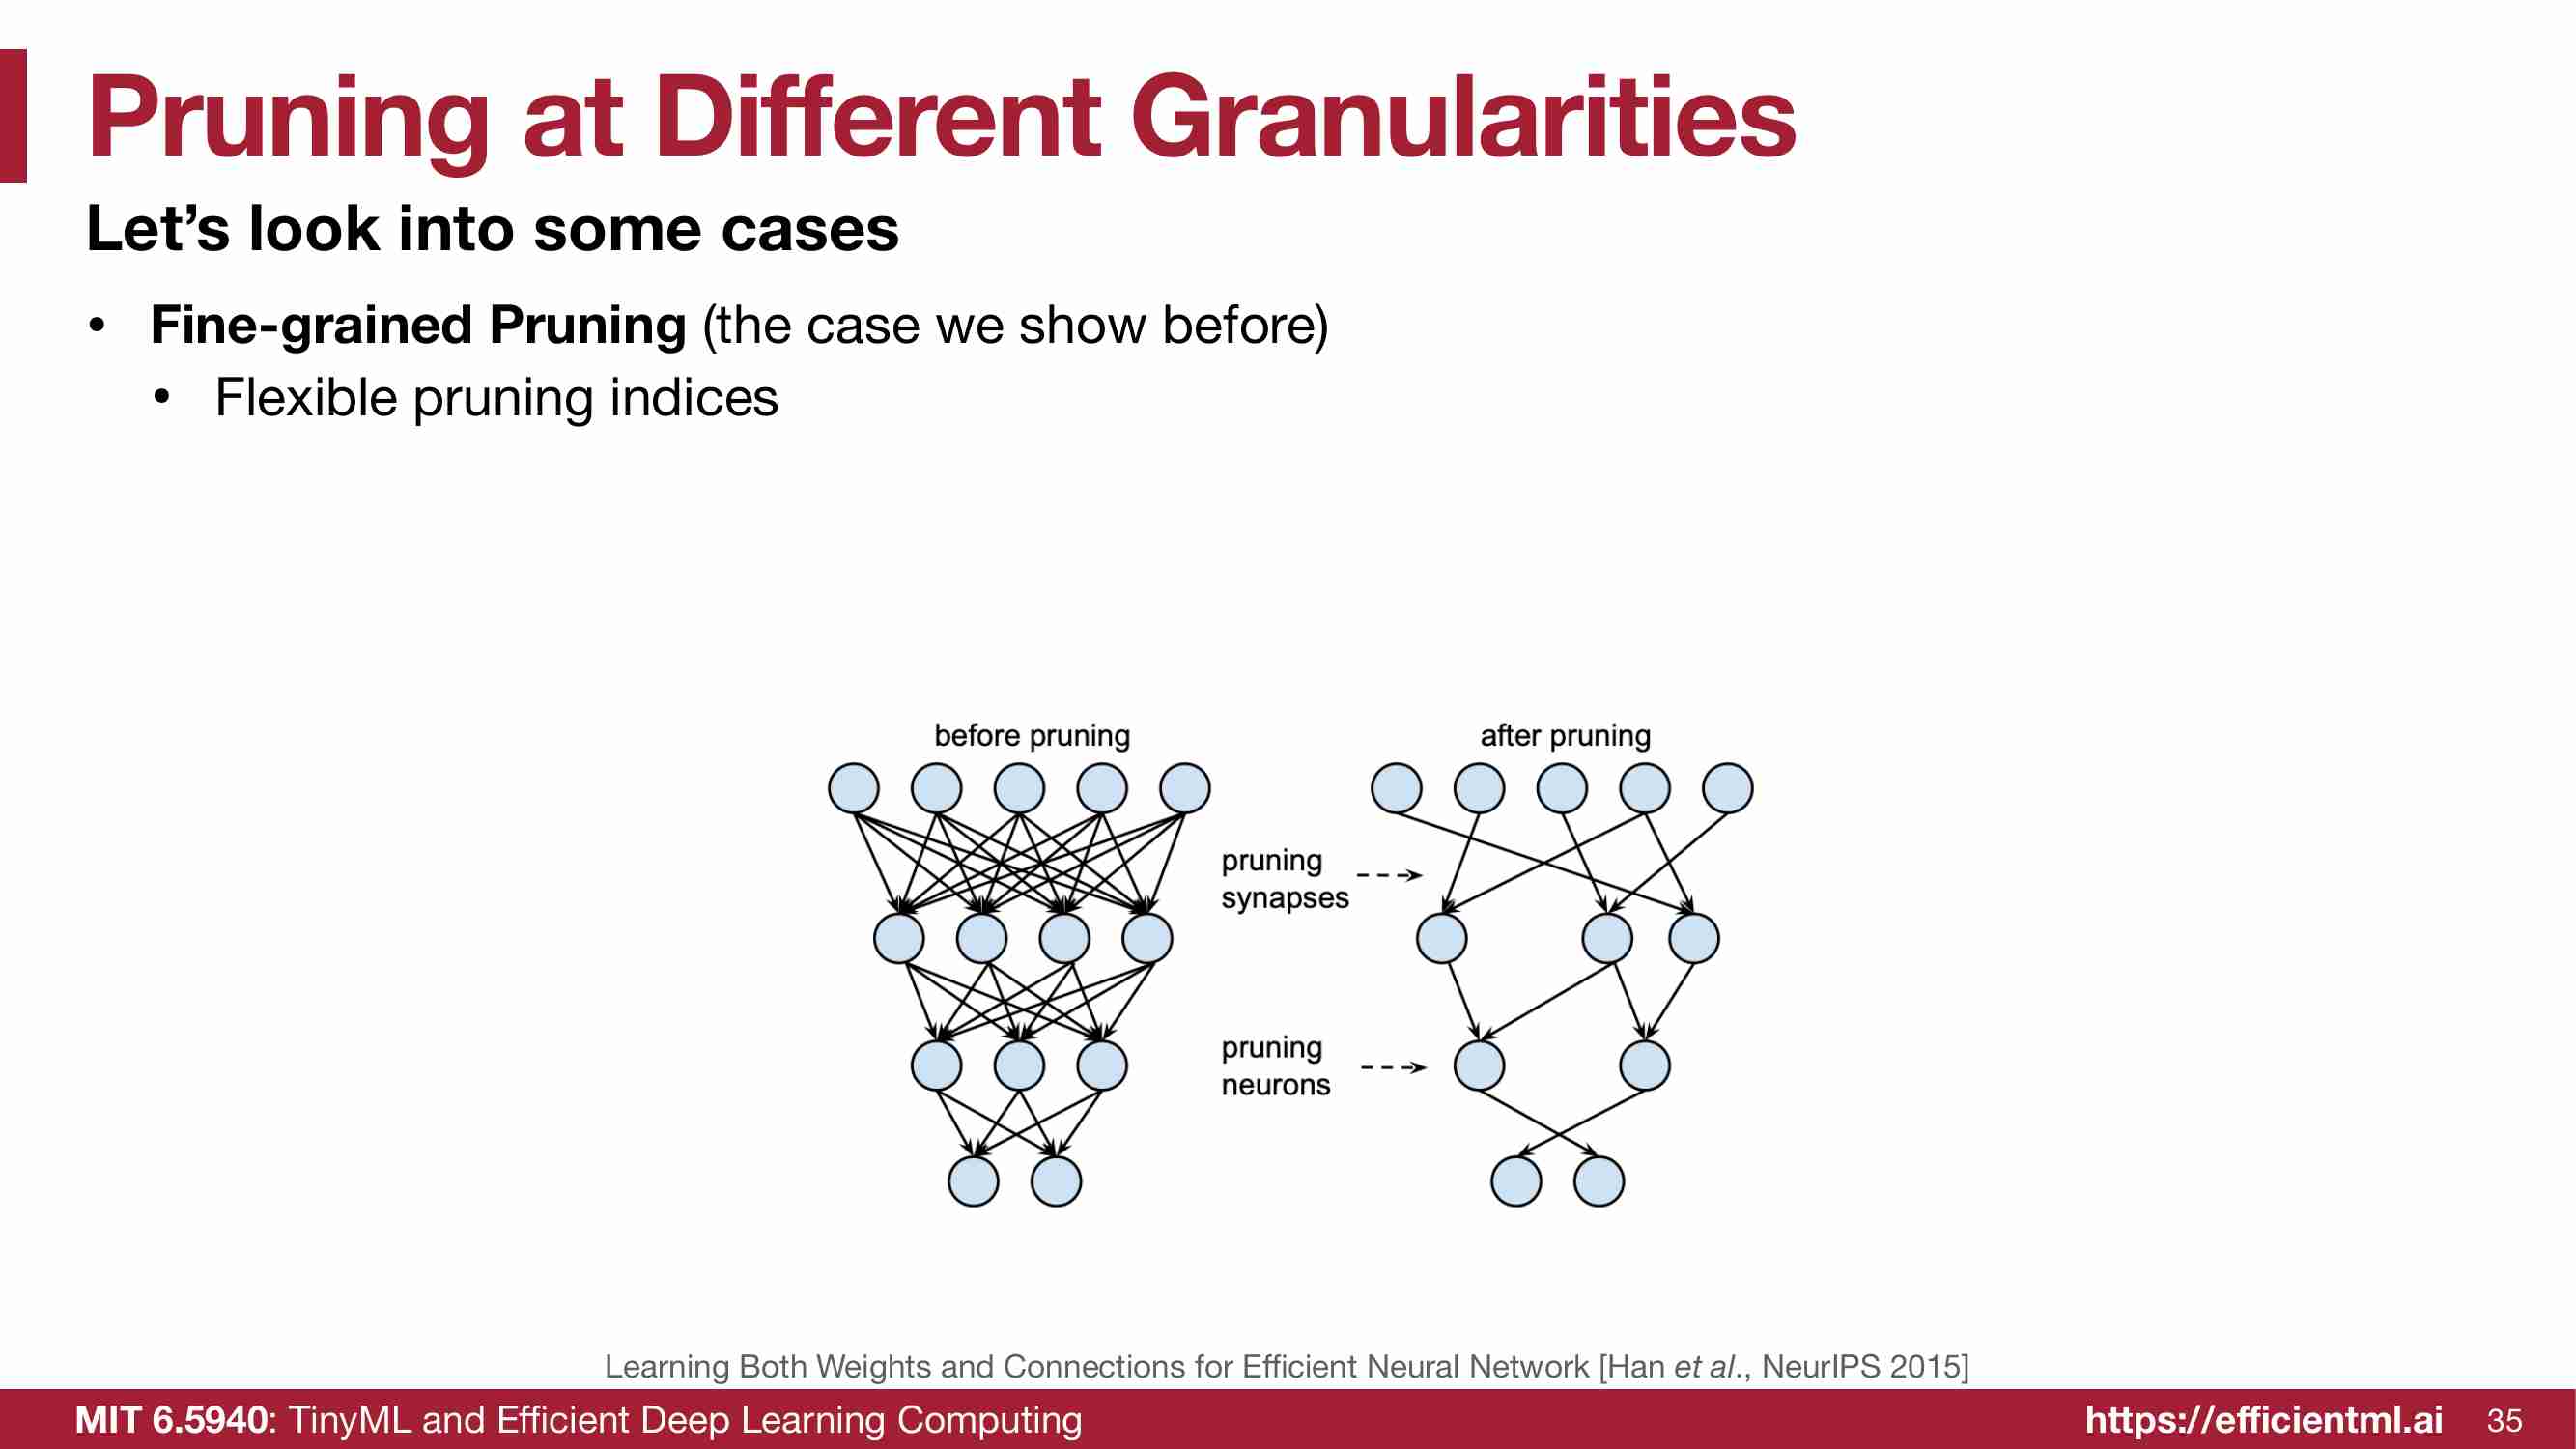 Pruning at Different Granularities
Let’s look into some cases
• Fine-grained Pruning (the case we show before)
• Flexible pruning indices
before pruning
after pruning
pruning
synapses
pruning
neurons
Learning Both Weights and Connections for Efficient Neural Network [Han et al., NeurIPS 2015]
MIT 6.5940: TinyML and Efficient Deep Learning Computing
https://efficientml.ai
35